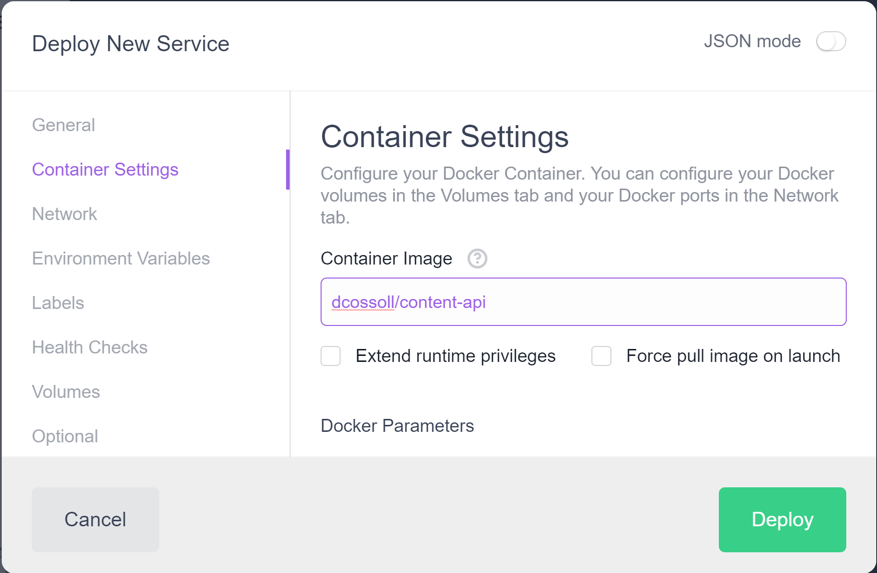 Deploy New Service
JSON mode
General
Container Settings
Network
Environment Variables
Labels
Health Checks
Volumes
Optional
Container Settings
Configure your Docker Container. You can configure your Docker
volumes in the Volumes tab and your Docker ports in the Network
tab.
Container Image ?
dcossoll/content-api
Extend runtime privileges
Force pull image on launch
Docker Parameters
Cancel
Deploy